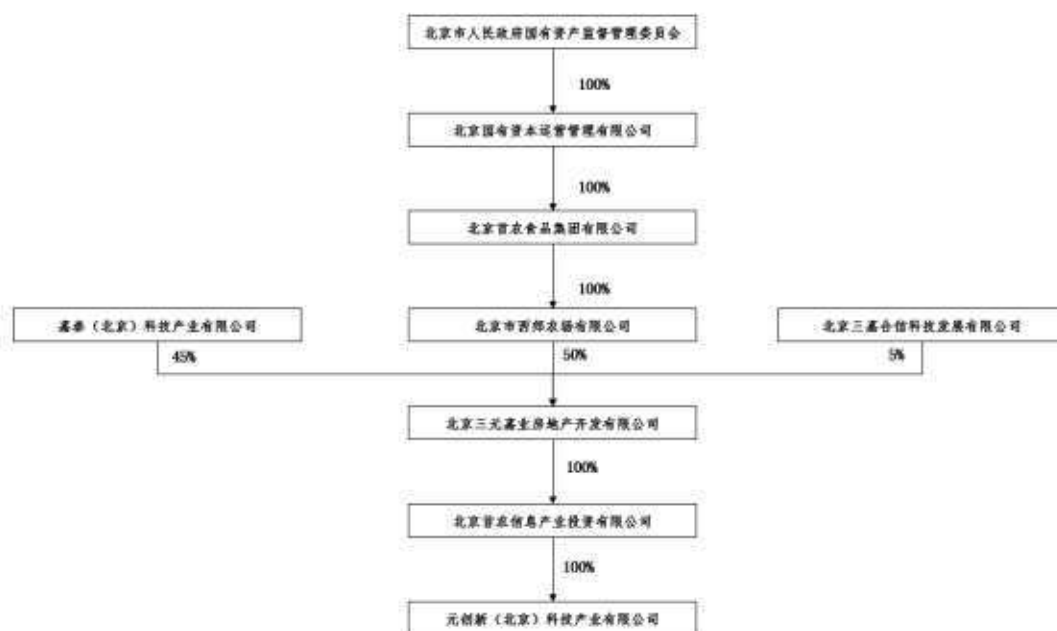 北京市人民政府国有资产监督管理委员会
100%
北京国有资本运营管理有限公司
100%
北京首农食品集团有限公司
100%
嘉泰（北京）科技产业有限公司
北京市西郊农场有限公司
北京三嘉合信科技发展有限公司
45%
50%
5%
北京三元嘉业房地产开发有限公司
100%
北京首农信息产业投资有限公司
100%
元创新（北京）科技产业有限公司